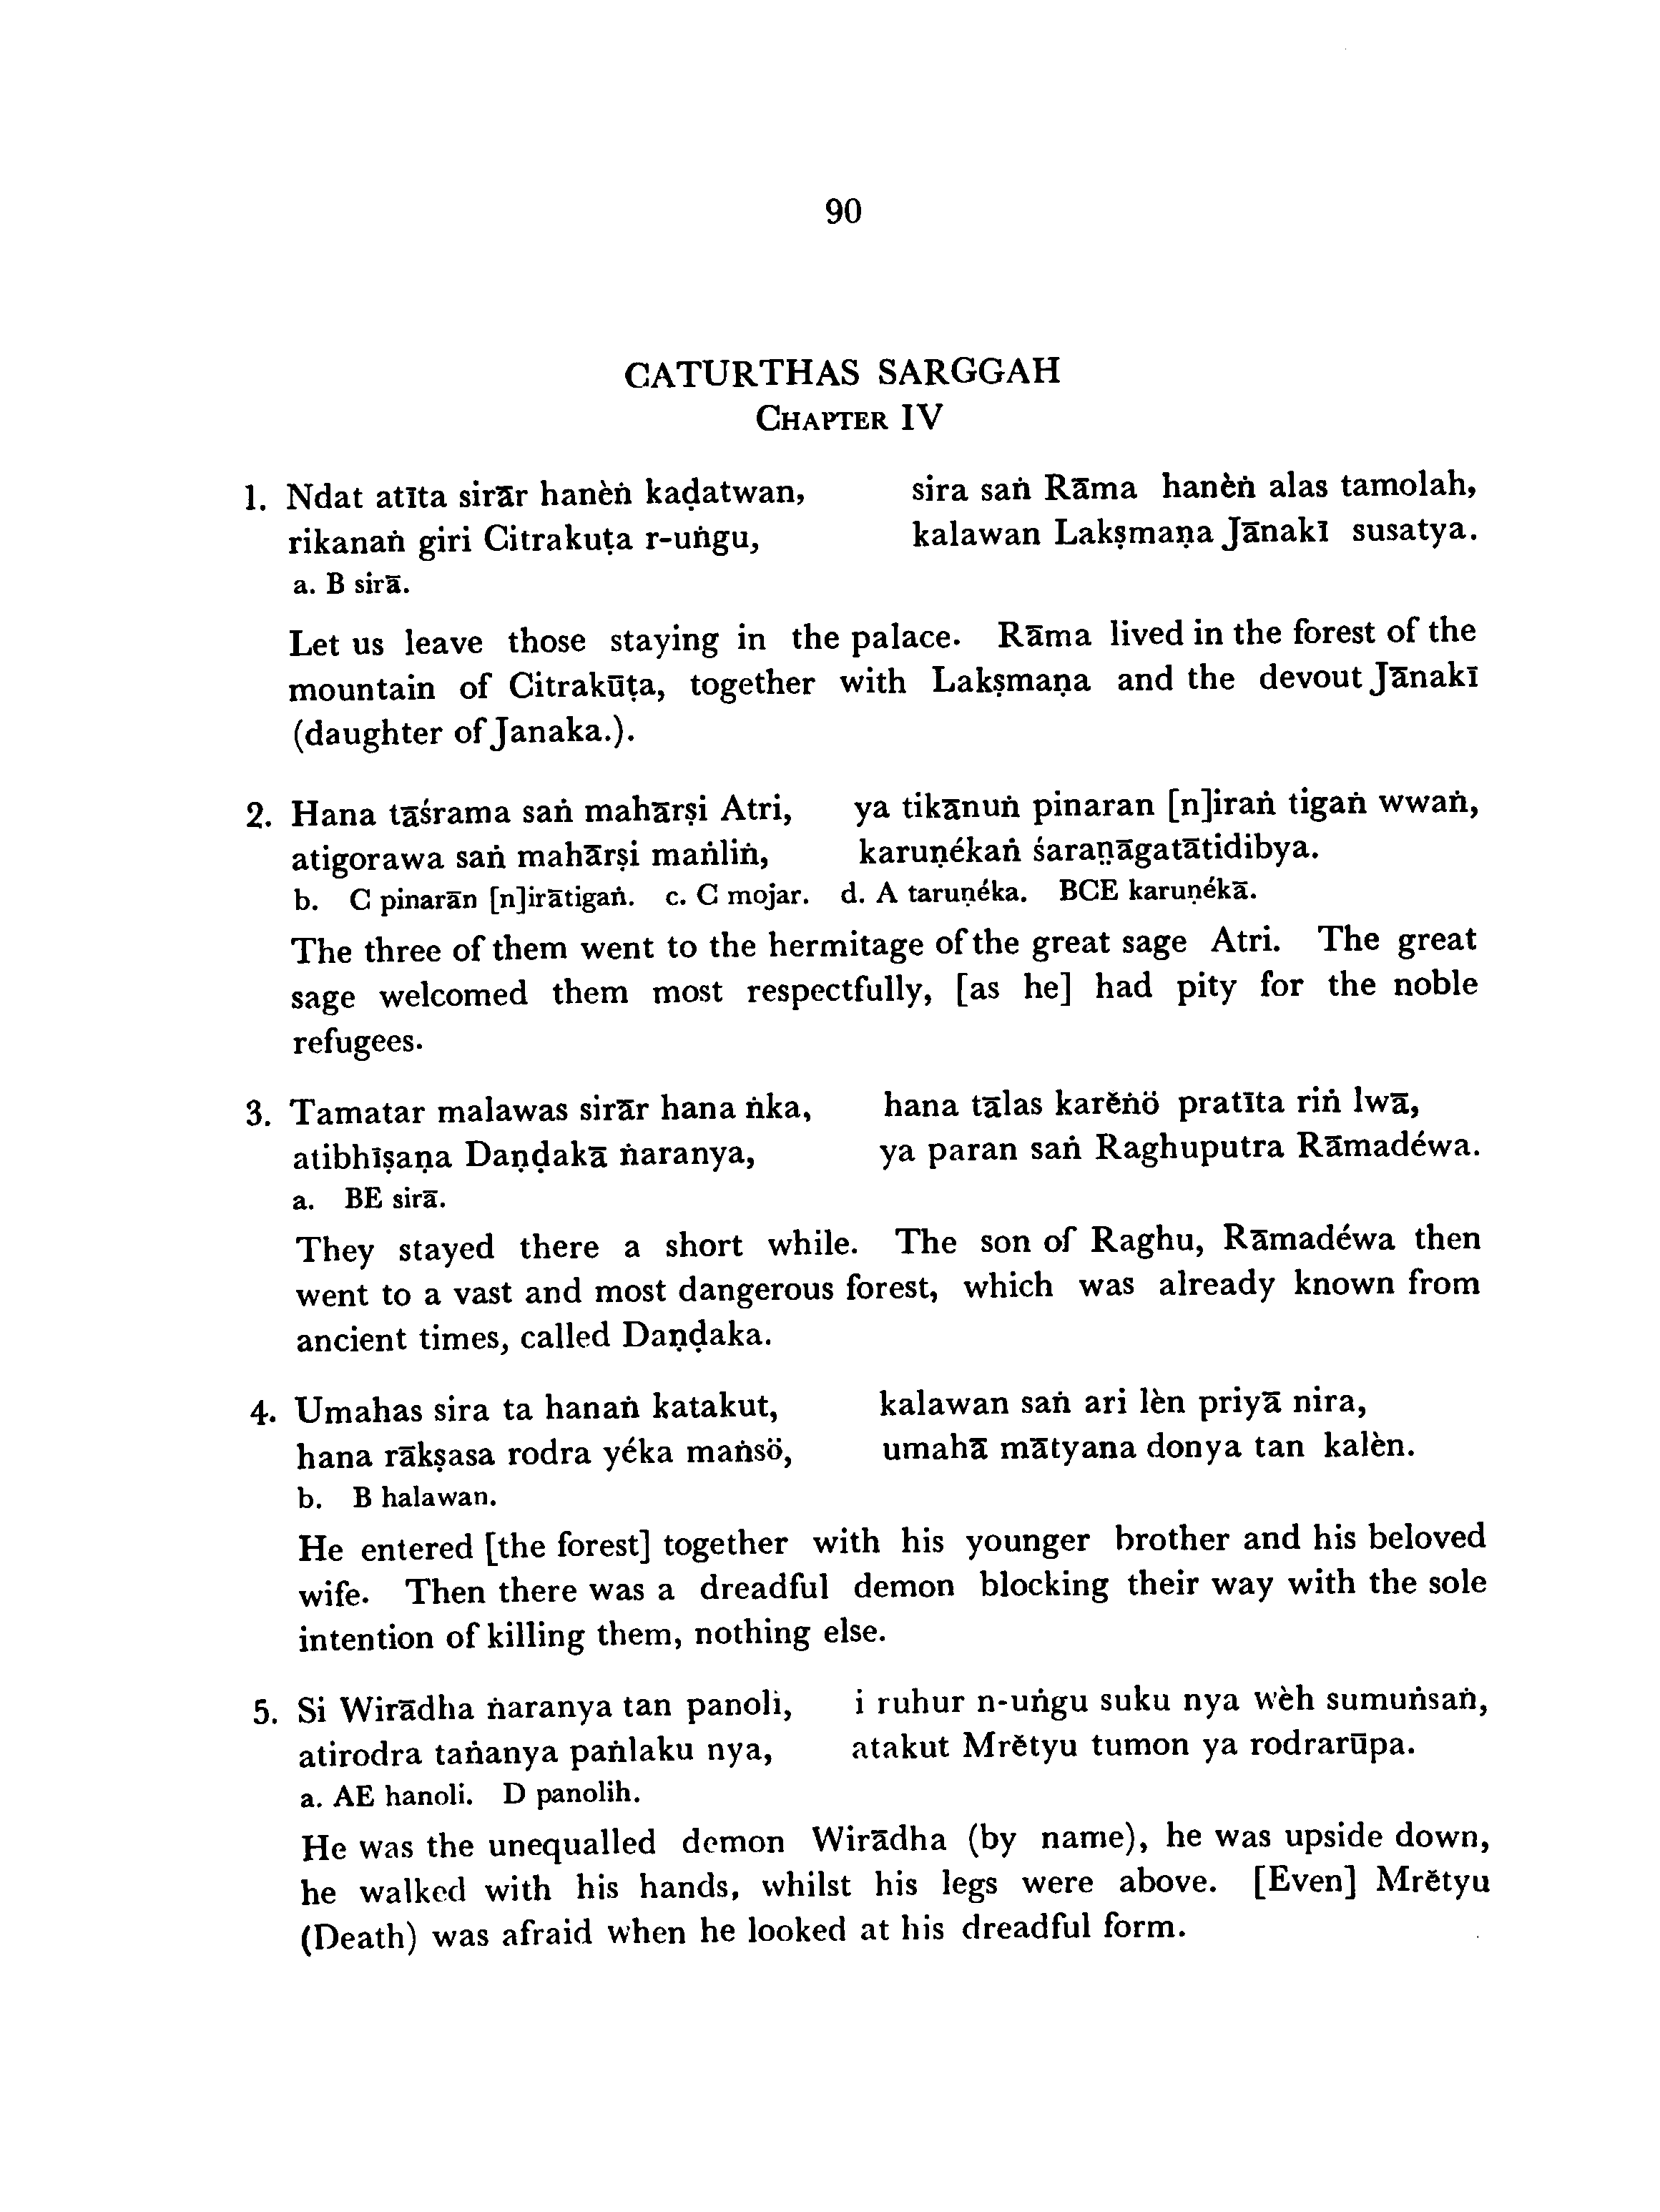 90
CATURTHAS SARGGAH
CHAPTER IV
1. Ndat atīta sirār hanèṅ kaḍatwan, sira saṅ Rāma hanèṅ alas tamolah,
rikanaṅ giri Citrakuṭa r-uṅgu, kalawan Lakṣmaṇa Jānakī susatya.
a. B sirā.
Let us leave those staying in the palace. Rāma lived in the forest of the
mountain of Citrakūṭa, together with Lakṣmaṇa and the devout Jānakī
(daughter of Janaka.).
2. Hana tāśrama saṅ mahārṣi Atri, ya tikānuṅ pinaran [n]iraṅ tigaṅ wwaṅ,
atigorawa saṅ mahārṣi maṅliṅ, karuṇékaṅ śaraṇāgatātidibya.
b. C pinarān [n]irātigaṅ. c. C mojar. d. A taruṇéka. BCE karuṇékā.
The three of them went to the hermitage of the great sage Atri. The great
sage welcomed them most respectfully, [as he] had pity for the noble
refugees.
3. Tamatar malawas sirār hana ṅka, hana tālas karĕṅö pratīta riṅ lwā,
atibhīṣaṇa Daṇḍakā ṅaranya, ya paran saṅ Raghuputra Rāmadéwa.
a. BE sirā.
They stayed there a short while. The son of Raghu, Rāmadéwa then
went to a vast and most dangerous forest, which was already known from
ancient times, called Daṇḍaka.
4. Umahas sira ta hanaṅ katakut, kalawan saṅ ari lèn priyā nira,
hana rākṣasa rodra yéka maṅsö, umahā mātyana donya tan kalèn.
b. B halawan.
He entered [the forest] together with his younger brother and his beloved
wife. Then there was a dreadful demon blocking their way with the sole
intention of killing them, nothing else.
5. Si Wirādha ṅaranya tan panoli, i ruhur n-uṅgu suku nya wèh sumuṅsaṅ,
atirodra taṅanya paṅlaku nya, atakut Mrĕtyu tumon ya rodrarūpa.
a. AE hanoli. D panolih.
He was the unequalled demon Wirādha (by name), he was upside down,
he walked with his hands, whilst his legs were above. [Even] Mrĕtyu
(Death) was afraid when he looked at his dreadful form.